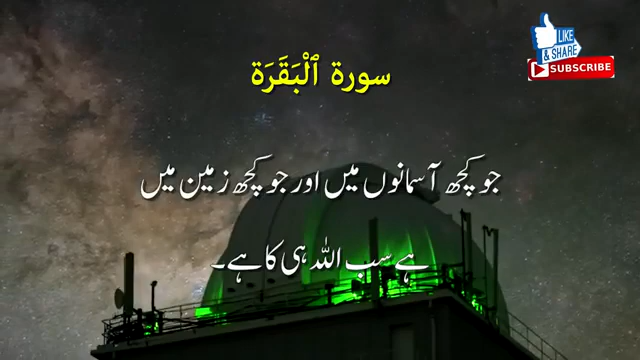 LIKE
& SHARE
SUBSCRIBE
سورة ٱلْبَقَرَة
جو کچھ آسمانوں میں اور جو کچھ زمین میں
ہے سب اللہ ہی کا ہے۔